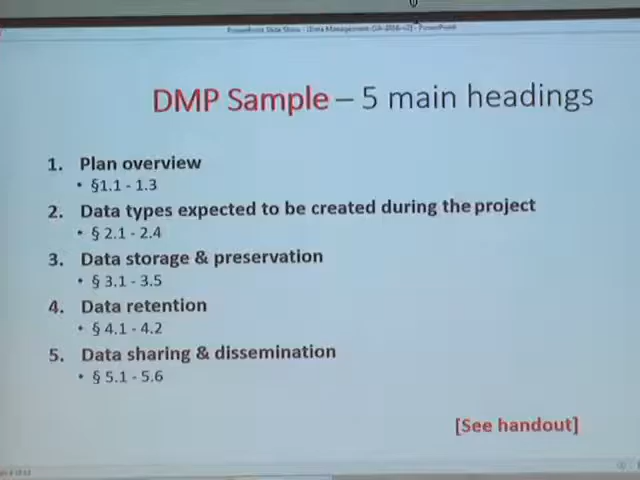 DMP Sample – 5 main headings
1. Plan overview
• §1.1 - 1.3
2. Data types expected to be created during the project
• § 2.1 - 2.4
3. Data storage & preservation
• § 3.1 - 3.5
4. Data retention
• § 4.1 - 4.2
5. Data sharing & dissemination
• § 5.1 - 5.6
[See handout]